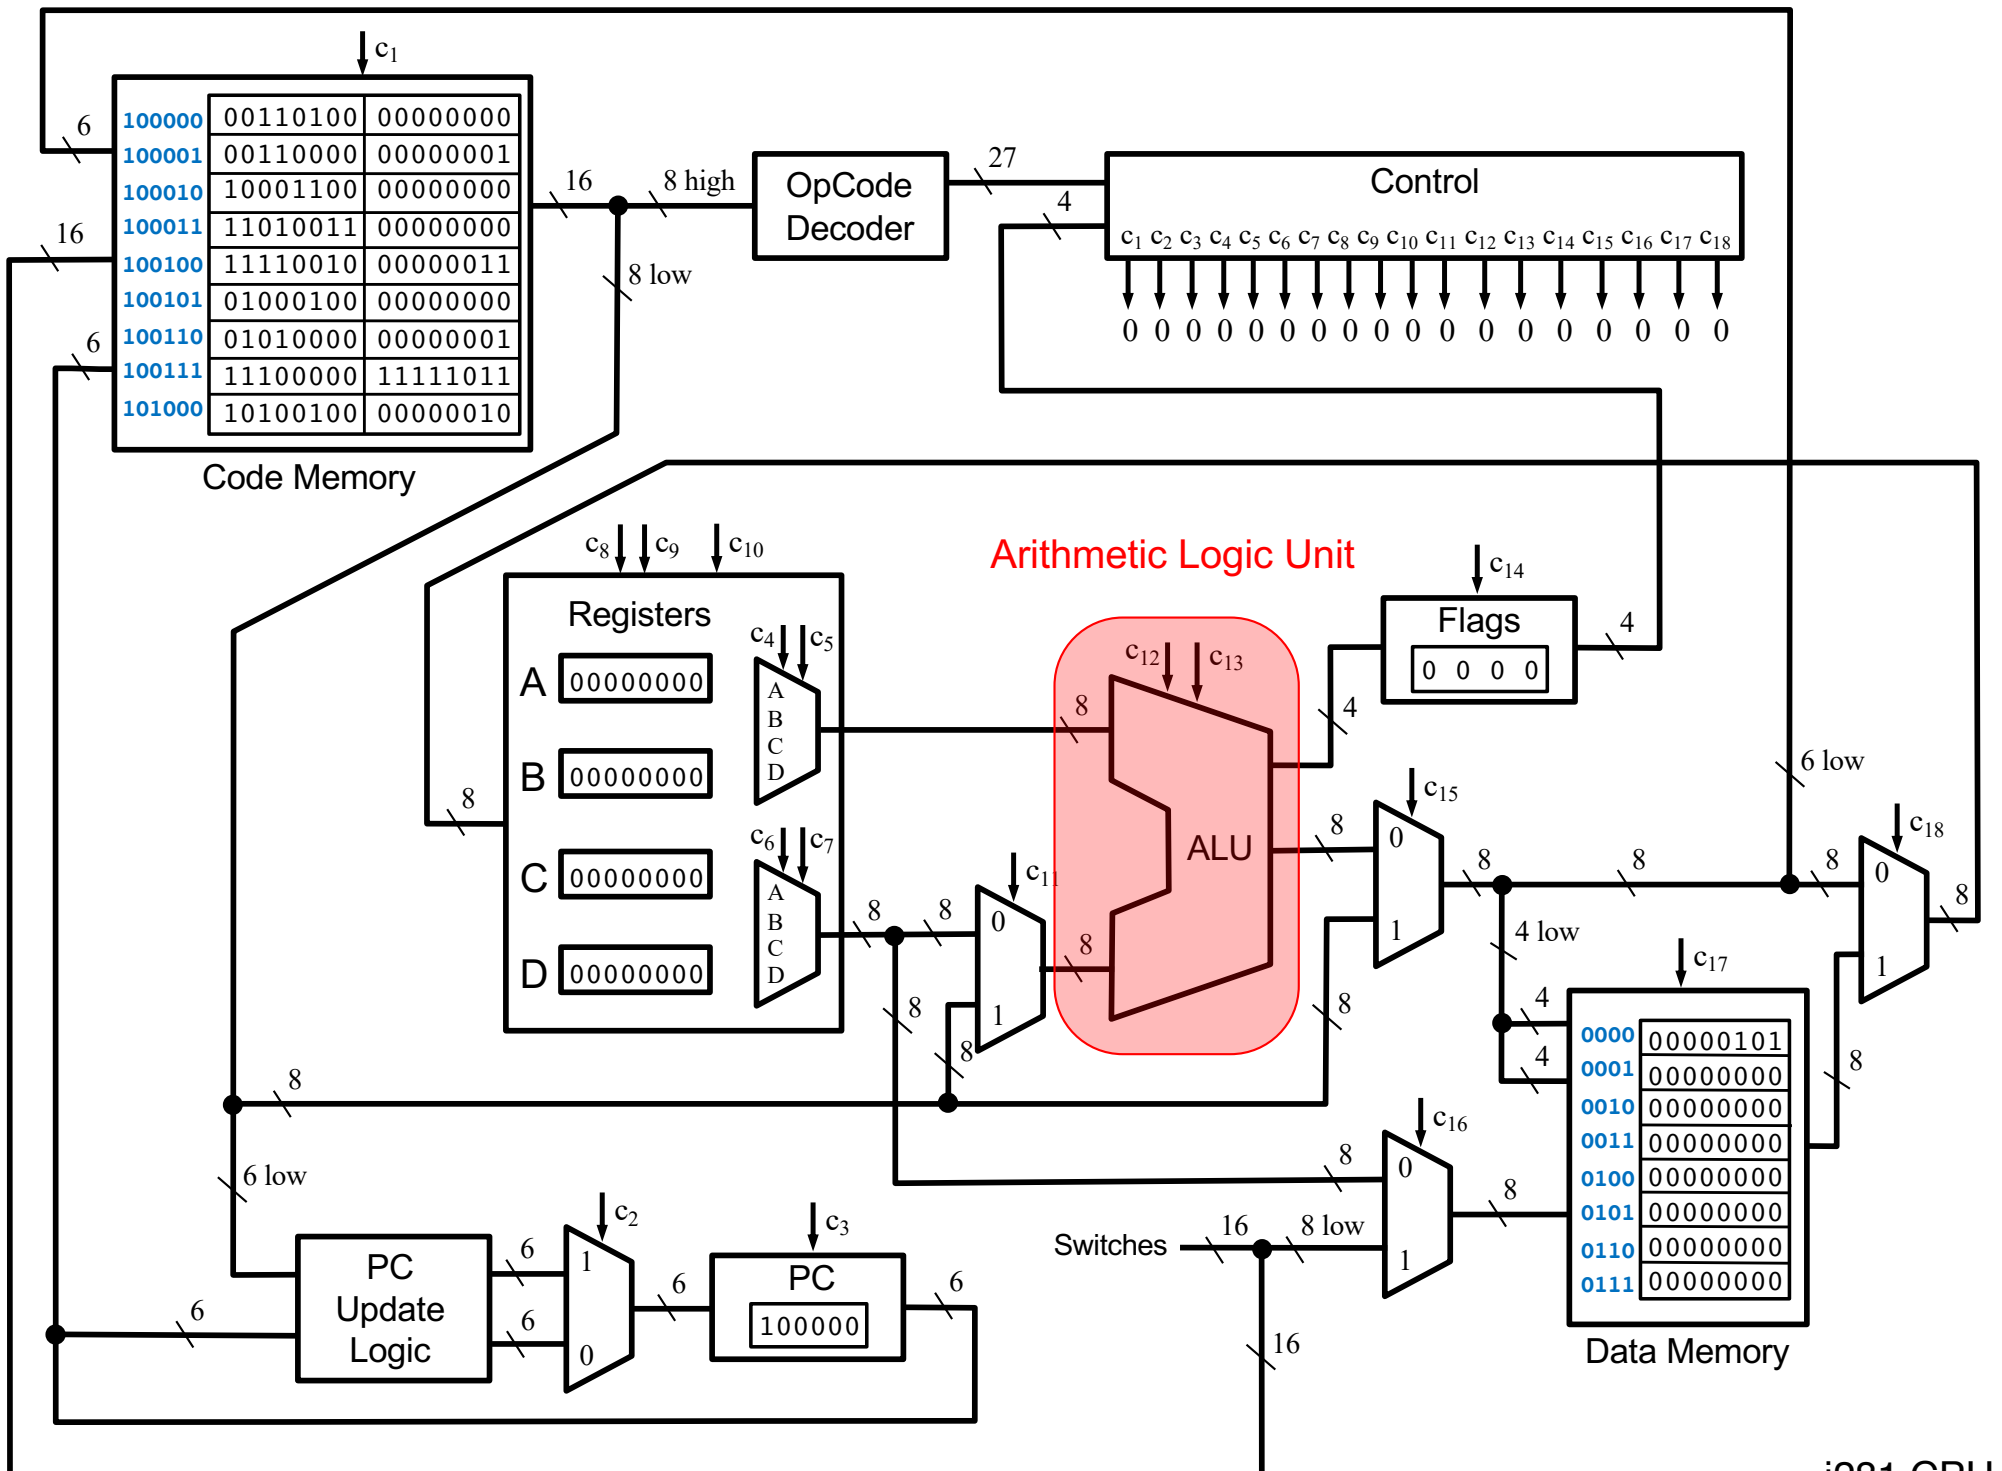 c1
100000 00110100 00000000
100001 00110000 00000001
100010 10001100 00000000
100011 11010011 00000000
100100 11110010 00000011
100101 01000100 00000000
100110 01010000 00000001
100111 11100000 11111011
101000 10100100 00000010
Code Memory
6
16
6
16
8 high
8 low
OpCode
Decoder
27
4
Control
c1 c2 c3 c4 c5 c6 c7 c8 c9 c10 c11 c12 c13 c14 c15 c16 c17 c18
0 0 0 0 0 0 0 0 0 0 0 0 0 0 0 0 0 0
c8 c9 c10
Registers
A 00000000
B 00000000
C 00000000
D 00000000
8
c4 c5
A
B
C
D
c6 c7
A
B
C
D
8
8
8
c11
0
1
8
8
Arithmetic Logic Unit
c12 c13
8
ALU
c14
Flags
0 0 0 0
4
4
8
c15
0
1
8
8
8
6 low
8
c18
0
1
8
4 low
4
4
c17
0000 00000101
0001 00000000
0010 00000000
0011 00000000
0100 00000000
0101 00000000
0110 00000000
0111 00000000
Data Memory
8
8
6 low
PC
Update
Logic
6
6
6
c2
1
0
6
c3
PC
100000
6
Switches
16
8 low
16
8
c16
0
1
8